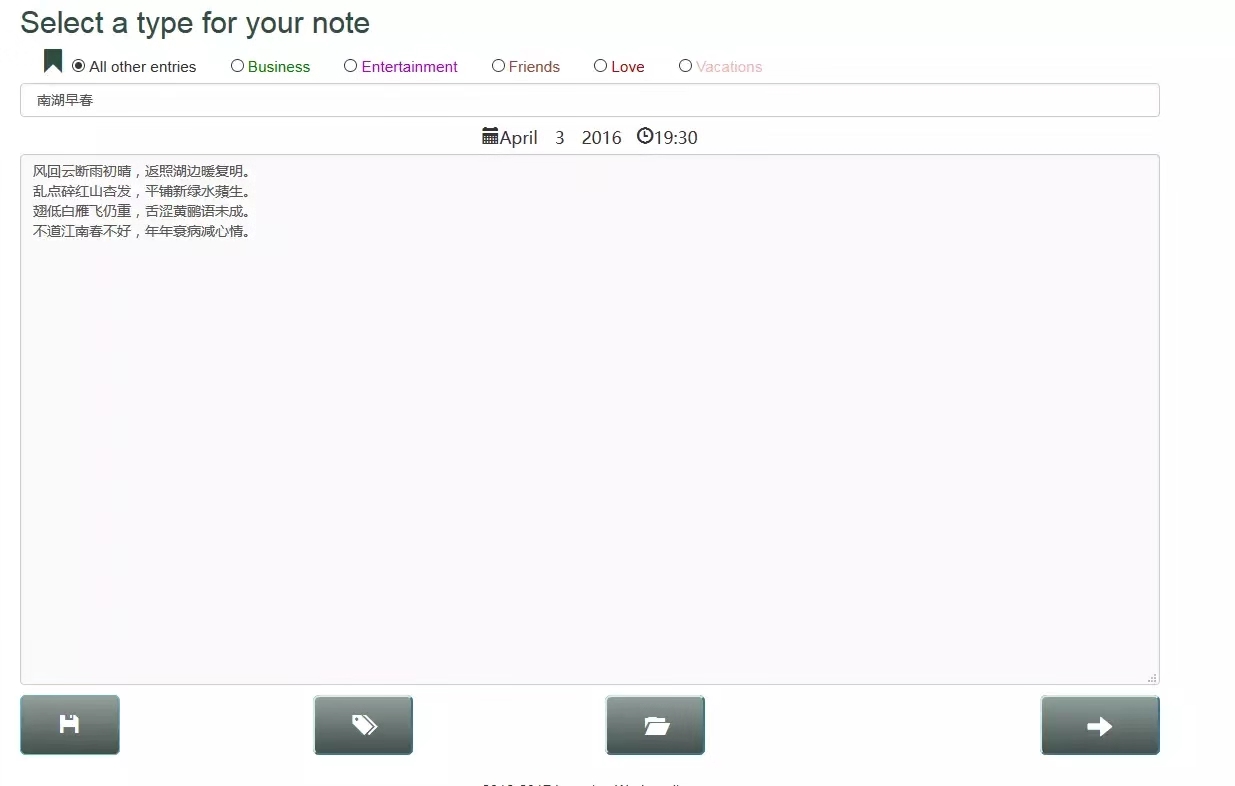 Select a type for your note
All other entries Business Entertainment Friends Love Vacations
南湖早春
April 3 2016 19:30
风回云断雨初晴，返照湖边暖复明。
乱点碎红山杏发，平铺新绿水蘋生。
翅低白雁飞仍重，舌涩黄鹂语未成。
不道江南春不好，年年衰病减心情。